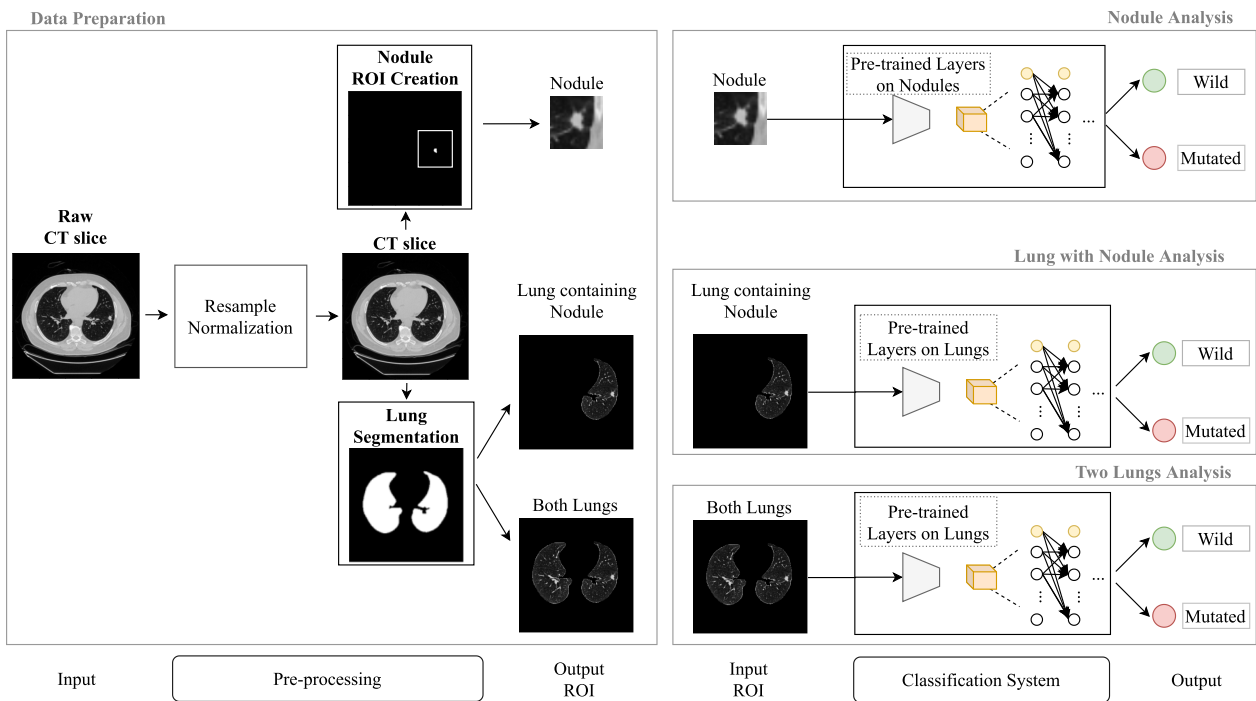 Data Preparation
Nodule
ROI Creation
Nodule
Raw
CT slice
Resample
Normalization
CT slice
Lung containing
Nodule
Lung
Segmentation
Both Lungs
Input
Pre-processing
Output
ROI
Nodule Analysis
Nodule
Pre-trained Layers
on Nodules
...
Wild
Mutated
Lung with Nodule Analysis
Lung containing
Nodule
Pre-trained
Layers on Lungs
...
Wild
Mutated
Two Lungs Analysis
Both Lungs
Pre-trained
Layers on Lungs
...
Wild
Mutated
Input
ROI
Classification System
Output